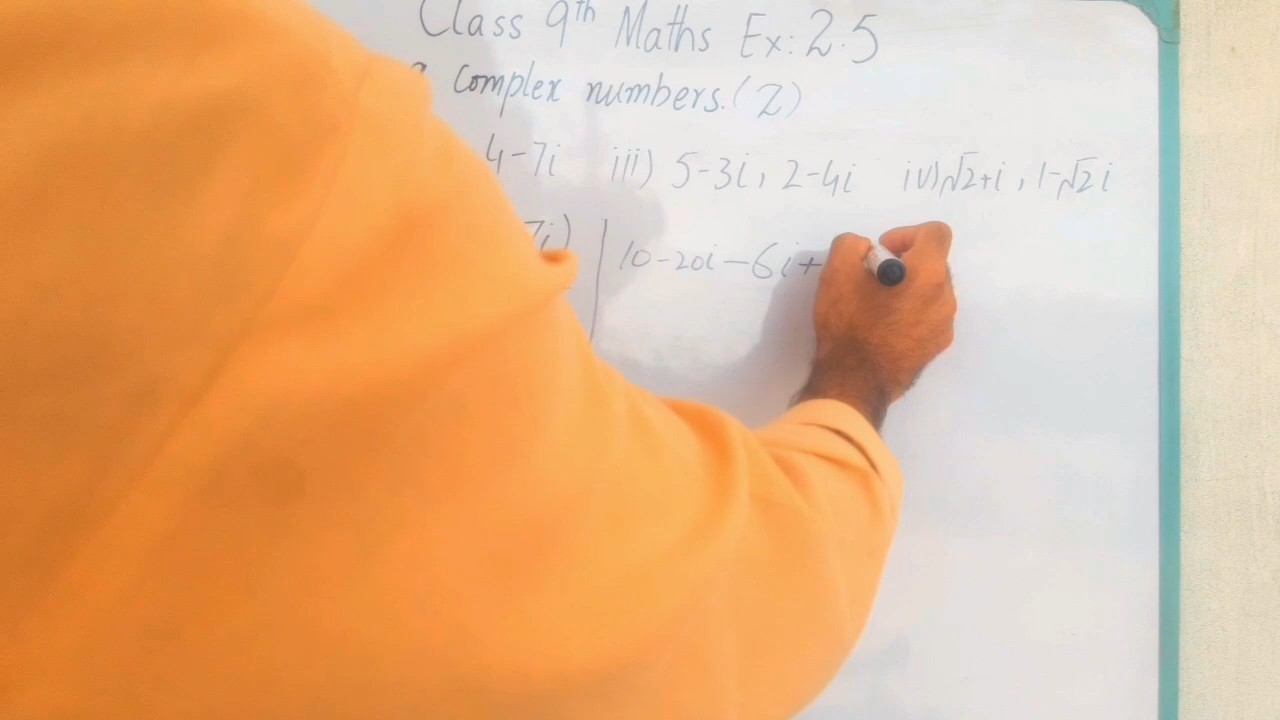 Class 9th Maths Ex: 2.5
complex numbers. (Z)
4-7i iii) 5-3i, 2-4i iv) √2+i, 1-√2i
7i) 10-20i-6i+